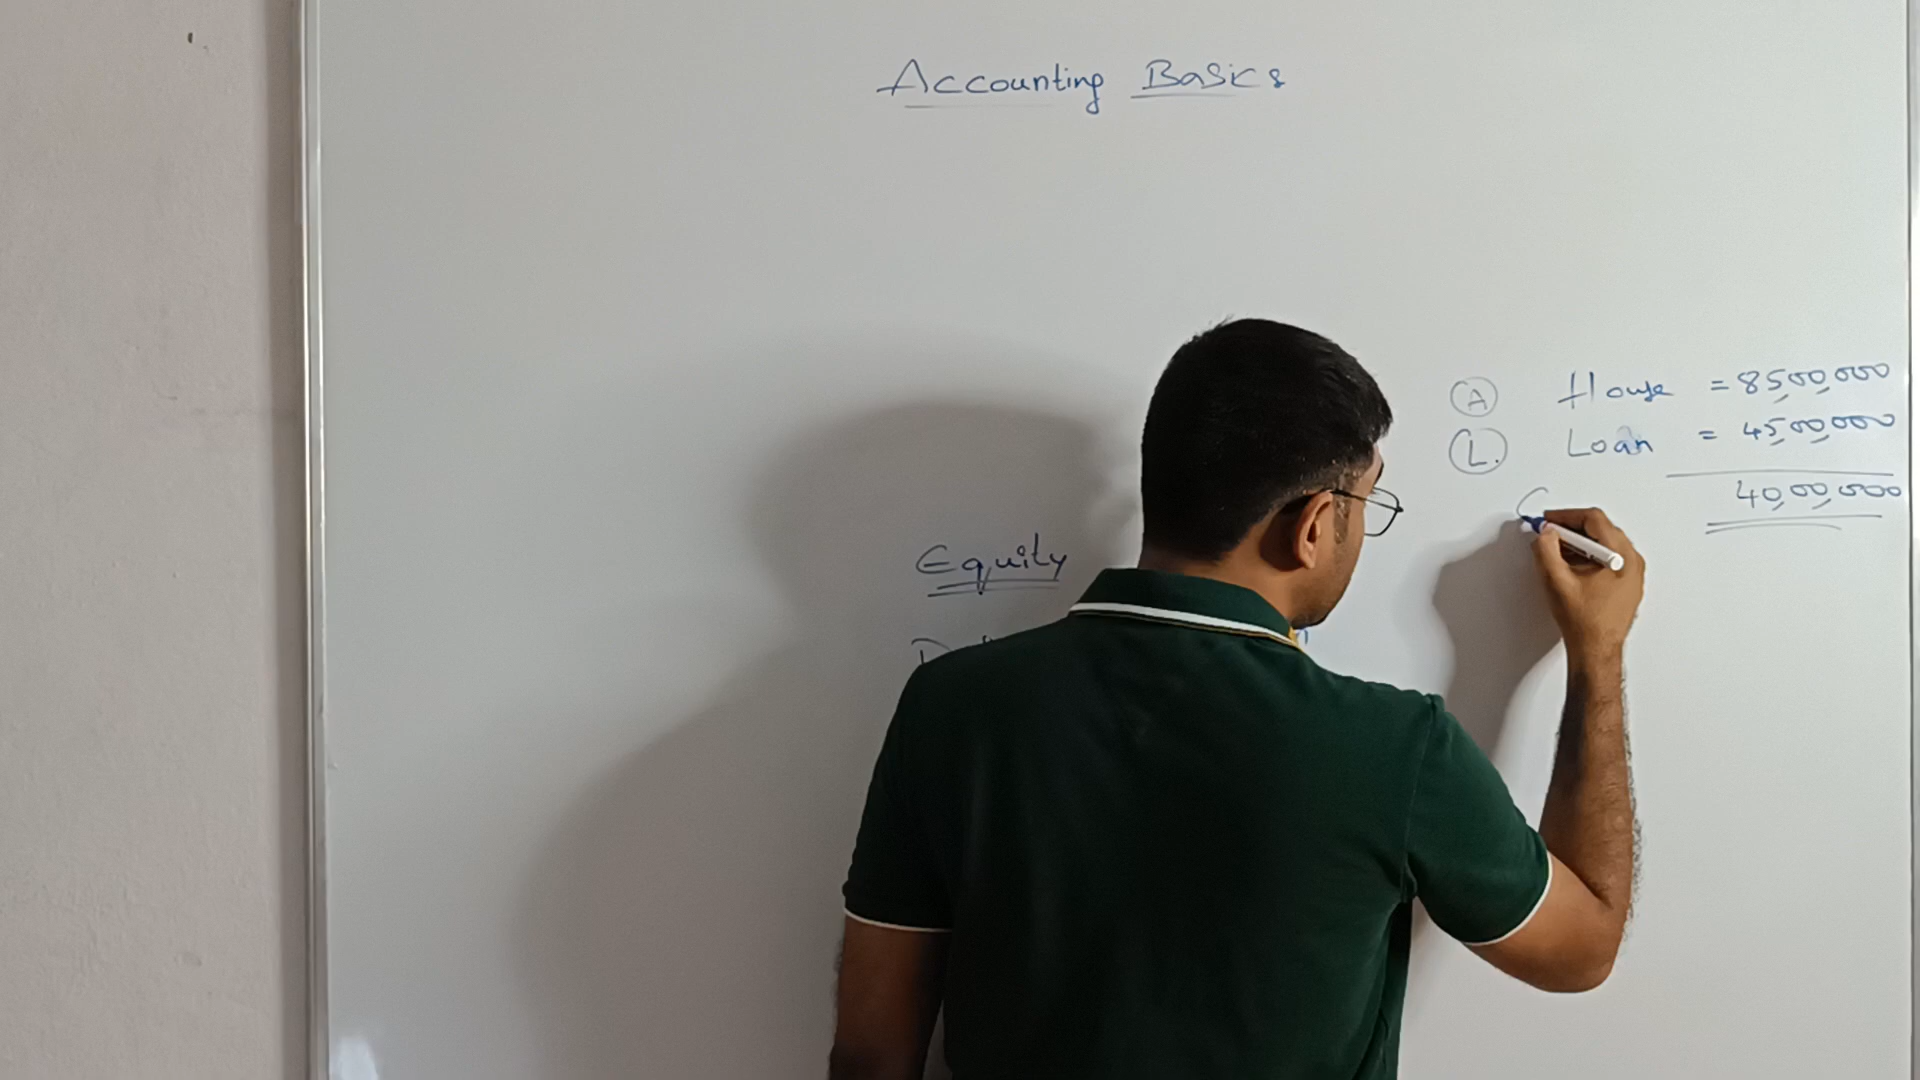 Accounting Basics
(A) House = 85,00,000
(L.) Loan = 45,00,000
40,00,000
Equity